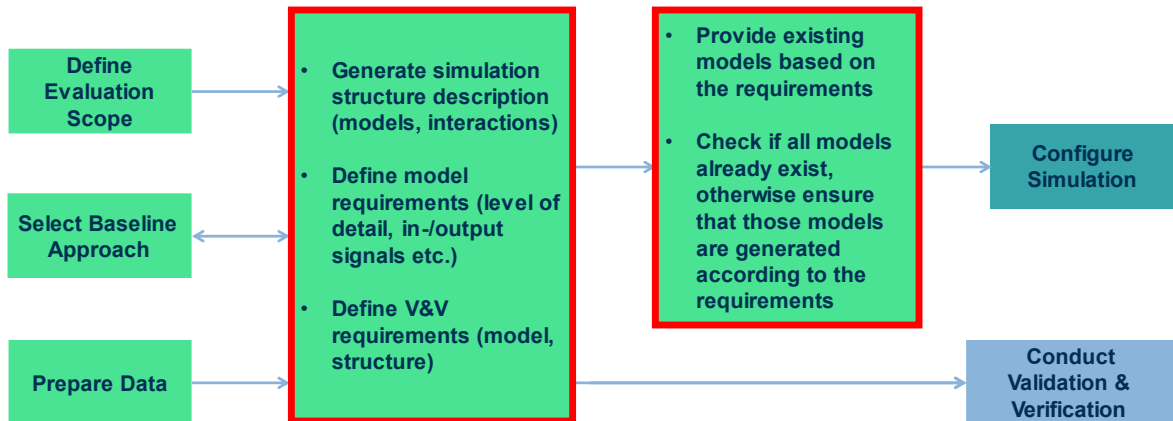 Define
Evaluation
Scope
Select Baseline
Approach
Prepare Data
• Generate simulation
structure description
(models, interactions)
• Define model
requirements (level of
detail, in-/output
signals etc.)
• Define V&V
requirements (model,
structure)
• Provide existing
models based on
the requirements
• Check if all models
already exist,
otherwise ensure
that those models
are generated
according to the
requirements
Configure
Simulation
Conduct
Validation &
Verification